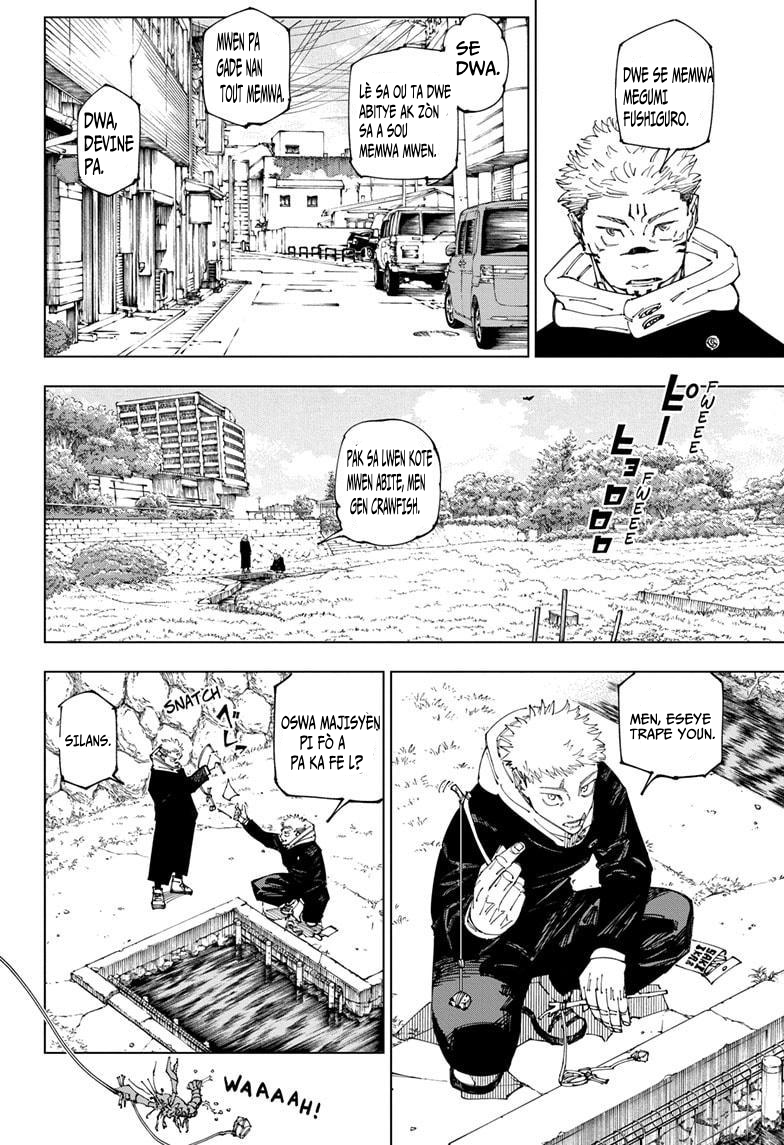 DWE SE MEMWA
MEGUMI
FUSHIGURO.
SE
DWA.
LÈ SA OU TA DWE
ABITYE AK ZÒN
SA A SOU
MEMWA MWEN.
MWEN PA
GADE NAN
TOUT MEMWA.
DWA,
DEVINE
PA.
ピー
FWEEE
ヒョロロロ
FWEEE
PAK SA LWEN KOTE
MWEN ABITE, MEN
GEN CRAWFISH.
MEN, ESEYE
TRAPE YOUN.
OSWA MAJISYÈN
PI FÒ A
PA KA FE L?
SNATCH
SILANS.
WAAAAH!